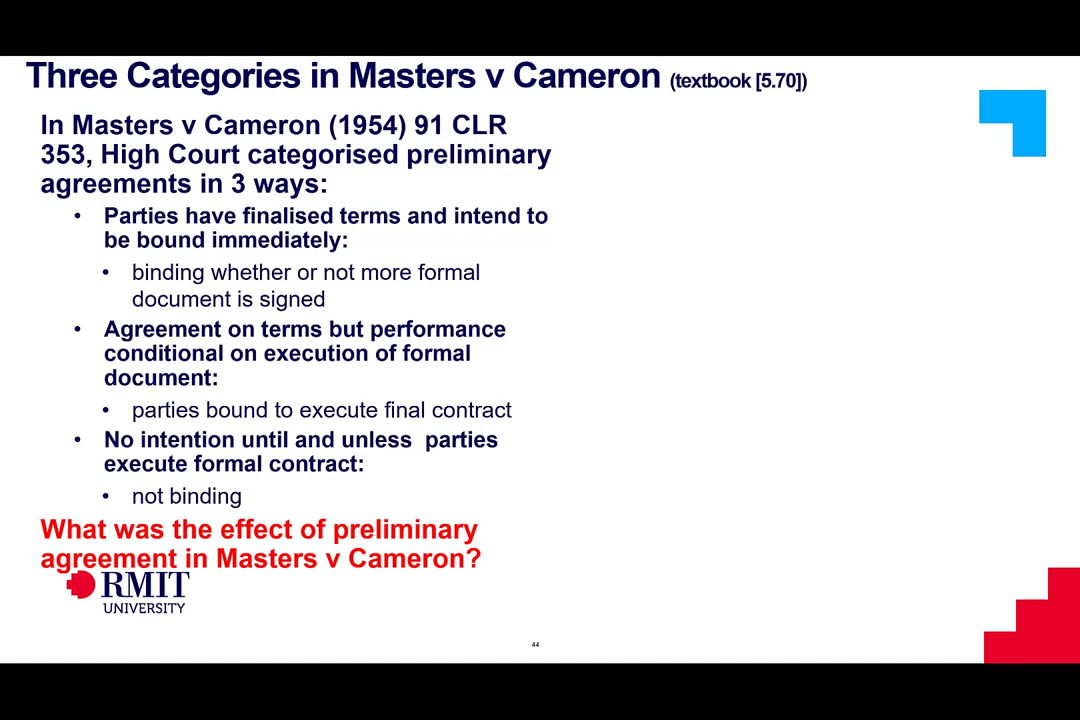 Three Categories in Masters v Cameron (textbook [5.70])
In Masters v Cameron (1954) 91 CLR
353, High Court categorised preliminary
agreements in 3 ways:
• Parties have finalised terms and intend to
be bound immediately:
• binding whether or not more formal
document is signed
• Agreement on terms but performance
conditional on execution of formal
document:
• parties bound to execute final contract
• No intention until and unless parties
execute formal contract:
• not binding
What was the effect of preliminary
agreement in Masters v Cameron?
RMIT
UNIVERSITY
44